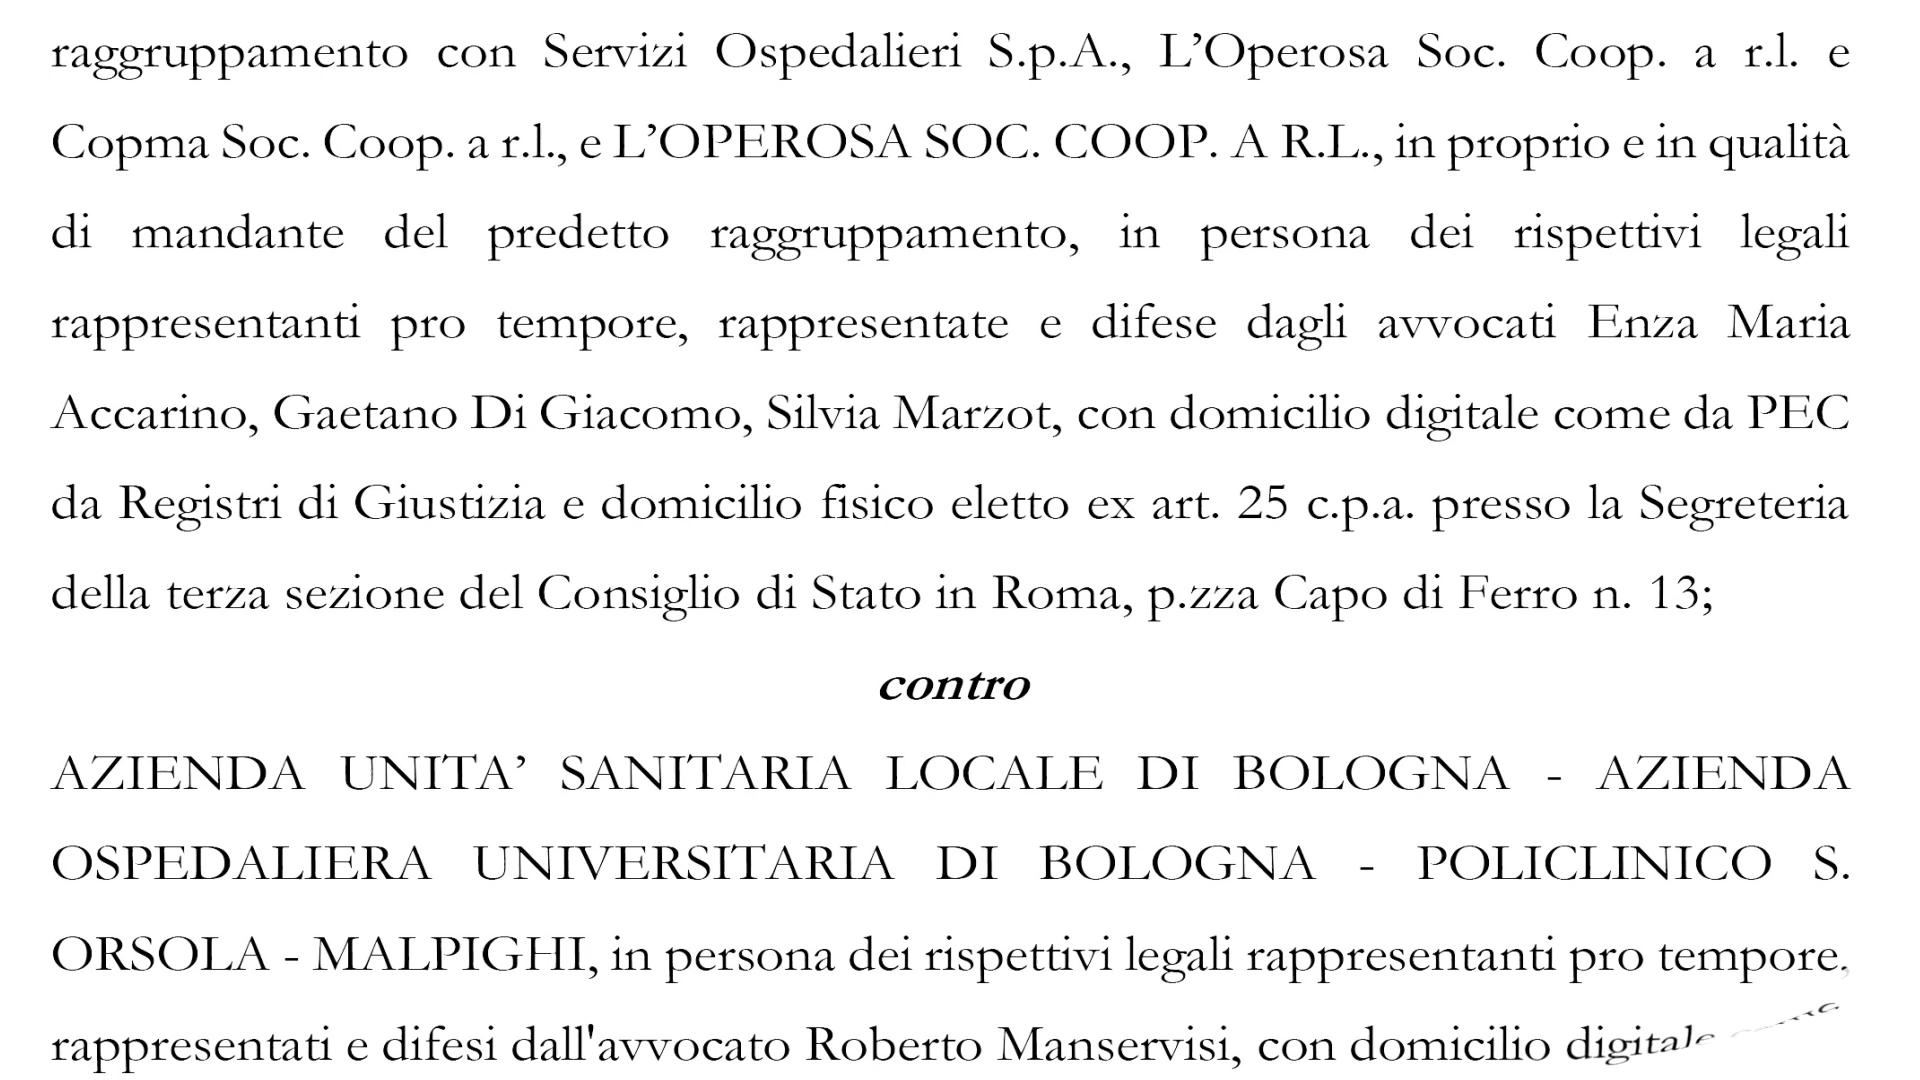 raggruppamento con Servizi Ospedalieri S.p.A., L’Operosa Soc. Coop. a r.l. e
Copma Soc. Coop. a r.l., e L’OPEROSA SOC. COOP. A R.L., in proprio e in qualità
di mandante del predetto raggruppamento, in persona dei rispettivi legali
rappresentanti pro tempore, rappresentate e difese dagli avvocati Enza Maria
Accarino, Gaetano Di Giacomo, Silvia Marzot, con domicilio digitale come da PEC
da Registri di Giustizia e domicilio fisico eletto ex art. 25 c.p.a. presso la Segreteria
della terza sezione del Consiglio di Stato in Roma, p.zza Capo di Ferro n. 13;
contro
AZIENDA UNITA’ SANITARIA LOCALE DI BOLOGNA - AZIENDA
OSPEDALIERA UNIVERSITARIA DI BOLOGNA - POLICLINICO S.
ORSOLA - MALPIGHI, in persona dei rispettivi legali rappresentanti pro tempore,
rappresentati e difesi dall'avvocato Roberto Manservisi, con domicilio digitale